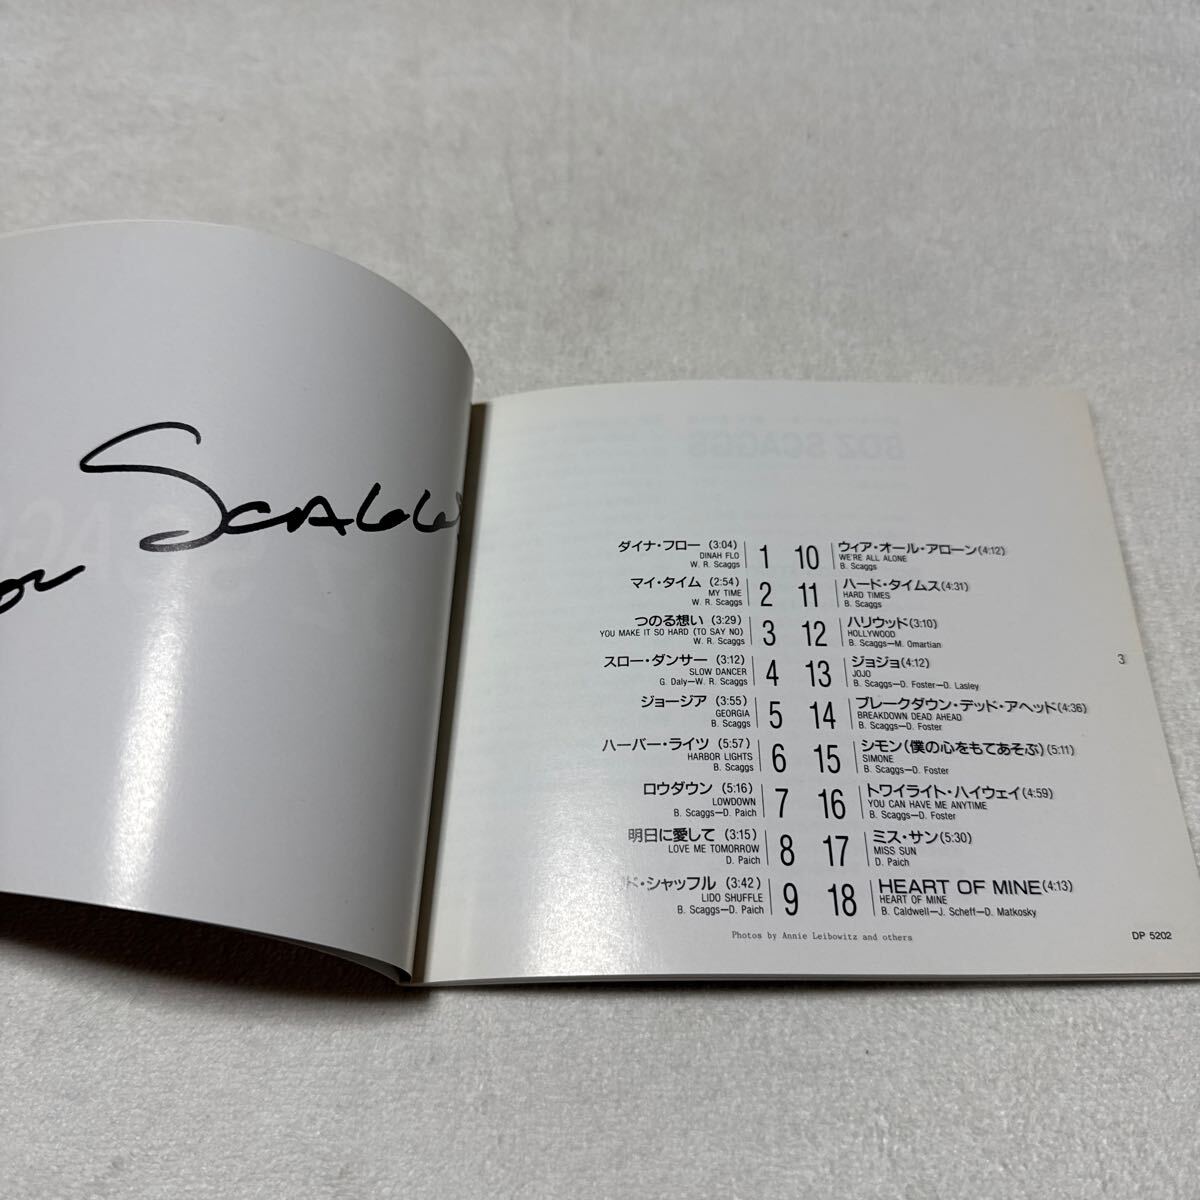 Scaggs
BOZ SCAGGS
ダイナ・フロー (3:04)
DINAH FLO
W. R. Scaggs
1
マイ・タイム (2:54)
MY TIME
W. R. Scaggs
2
つのる想い (3:29)
YOU MAKE IT SO HARD (TO SAY NO)
W. R. Scaggs
3
スロー・ダンサー (3:12)
SLOW DANCER
G. Daly—W. R. Scaggs
4
ジョージア (3:55)
GEORGIA
B. Scaggs
5
ハーバー・ライツ (5:57)
HARBOR LIGHTS
B. Scaggs
6
ロウダウン (5:16)
LOWDOWN
B. Scaggs—D. Paich
7
明日に愛して (3:15)
LOVE ME TOMORROW
D. Paich
8
ド・シャッフル (3:42)
LIDO SHUFFLE
B. Scaggs—D. Paich
9
10
ウィア・オール・アローン(4:12)
WE'RE ALL ALONE
B. Scaggs
11
ハード・タイムス(4:31)
HARD TIMES
B. Scaggs
12
ハリウッド(3:10)
HOLLYWOOD
B. Scaggs—M. Omartian
13
ジョジョ(4:12)
JOJO
B. Scaggs—D. Foster—D. Lasley
14
ブレークダウン・デッド・アヘッド(4:36)
BREAKDOWN DEAD AHEAD
B. Scaggs—D. Foster
15
シモン(僕の心をもてあそぶ)(5:11)
SIMONE
B. Scaggs—D. Foster
16
トワイライト・ハイウェイ(4:59)
YOU CAN HAVE ME ANYTIME
B. Scaggs—D. Foster
17
ミス・サン(5:30)
MISS SUN
D. Paich
18
HEART OF MINE(4:13)
HEART OF MINE
B. Caldwell—J. Scheff—D. Matkosky
3
Photos by Annie Leibowitz and others
DP 5202